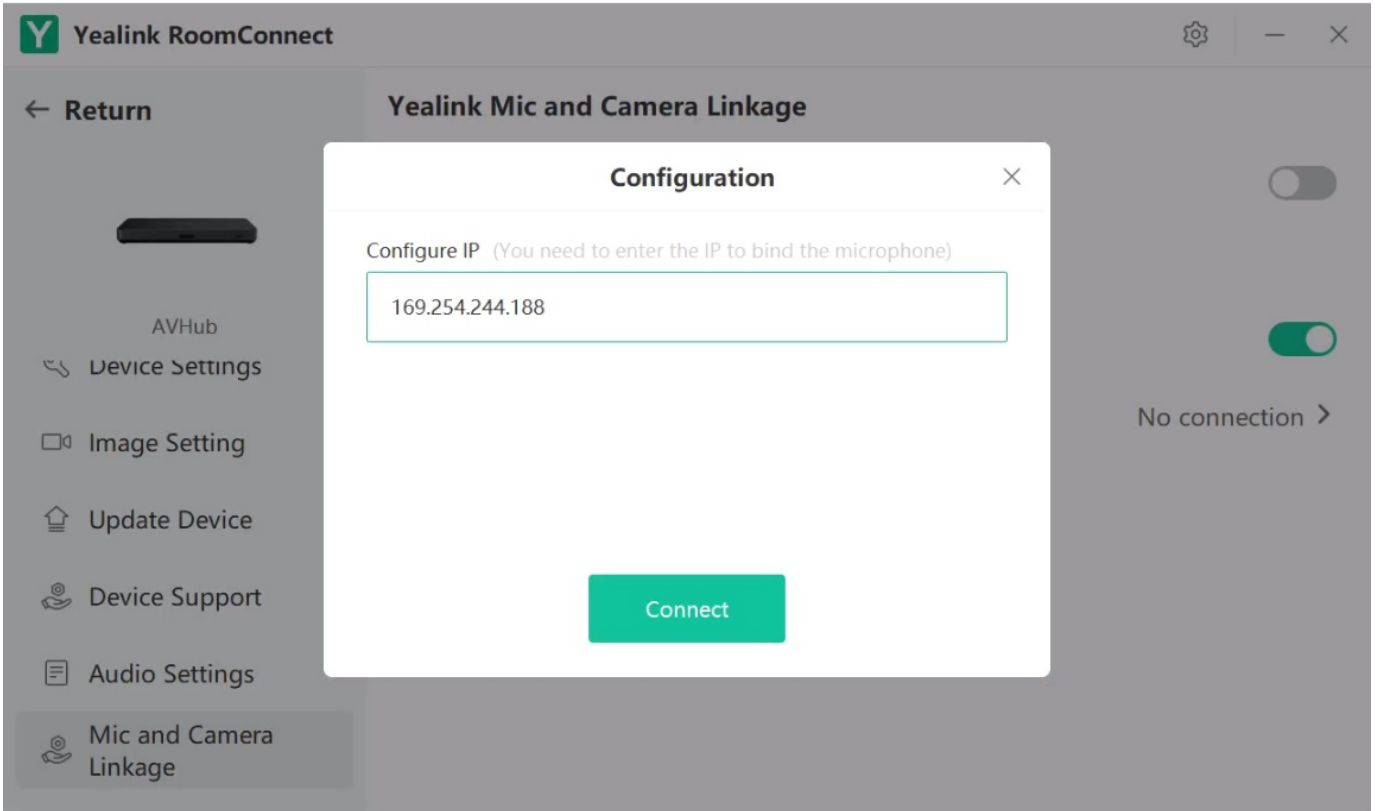 Y Yealink RoomConnect
Return
Yealink Mic and Camera Linkage
Configuration
Configure IP (You need to enter the IP to bind the microphone)
169.254.244.188
AVHub
Device Settings
No connection
Image Setting
Update Device
Device Support
Connect
Audio Settings
Mic and Camera
Linkage